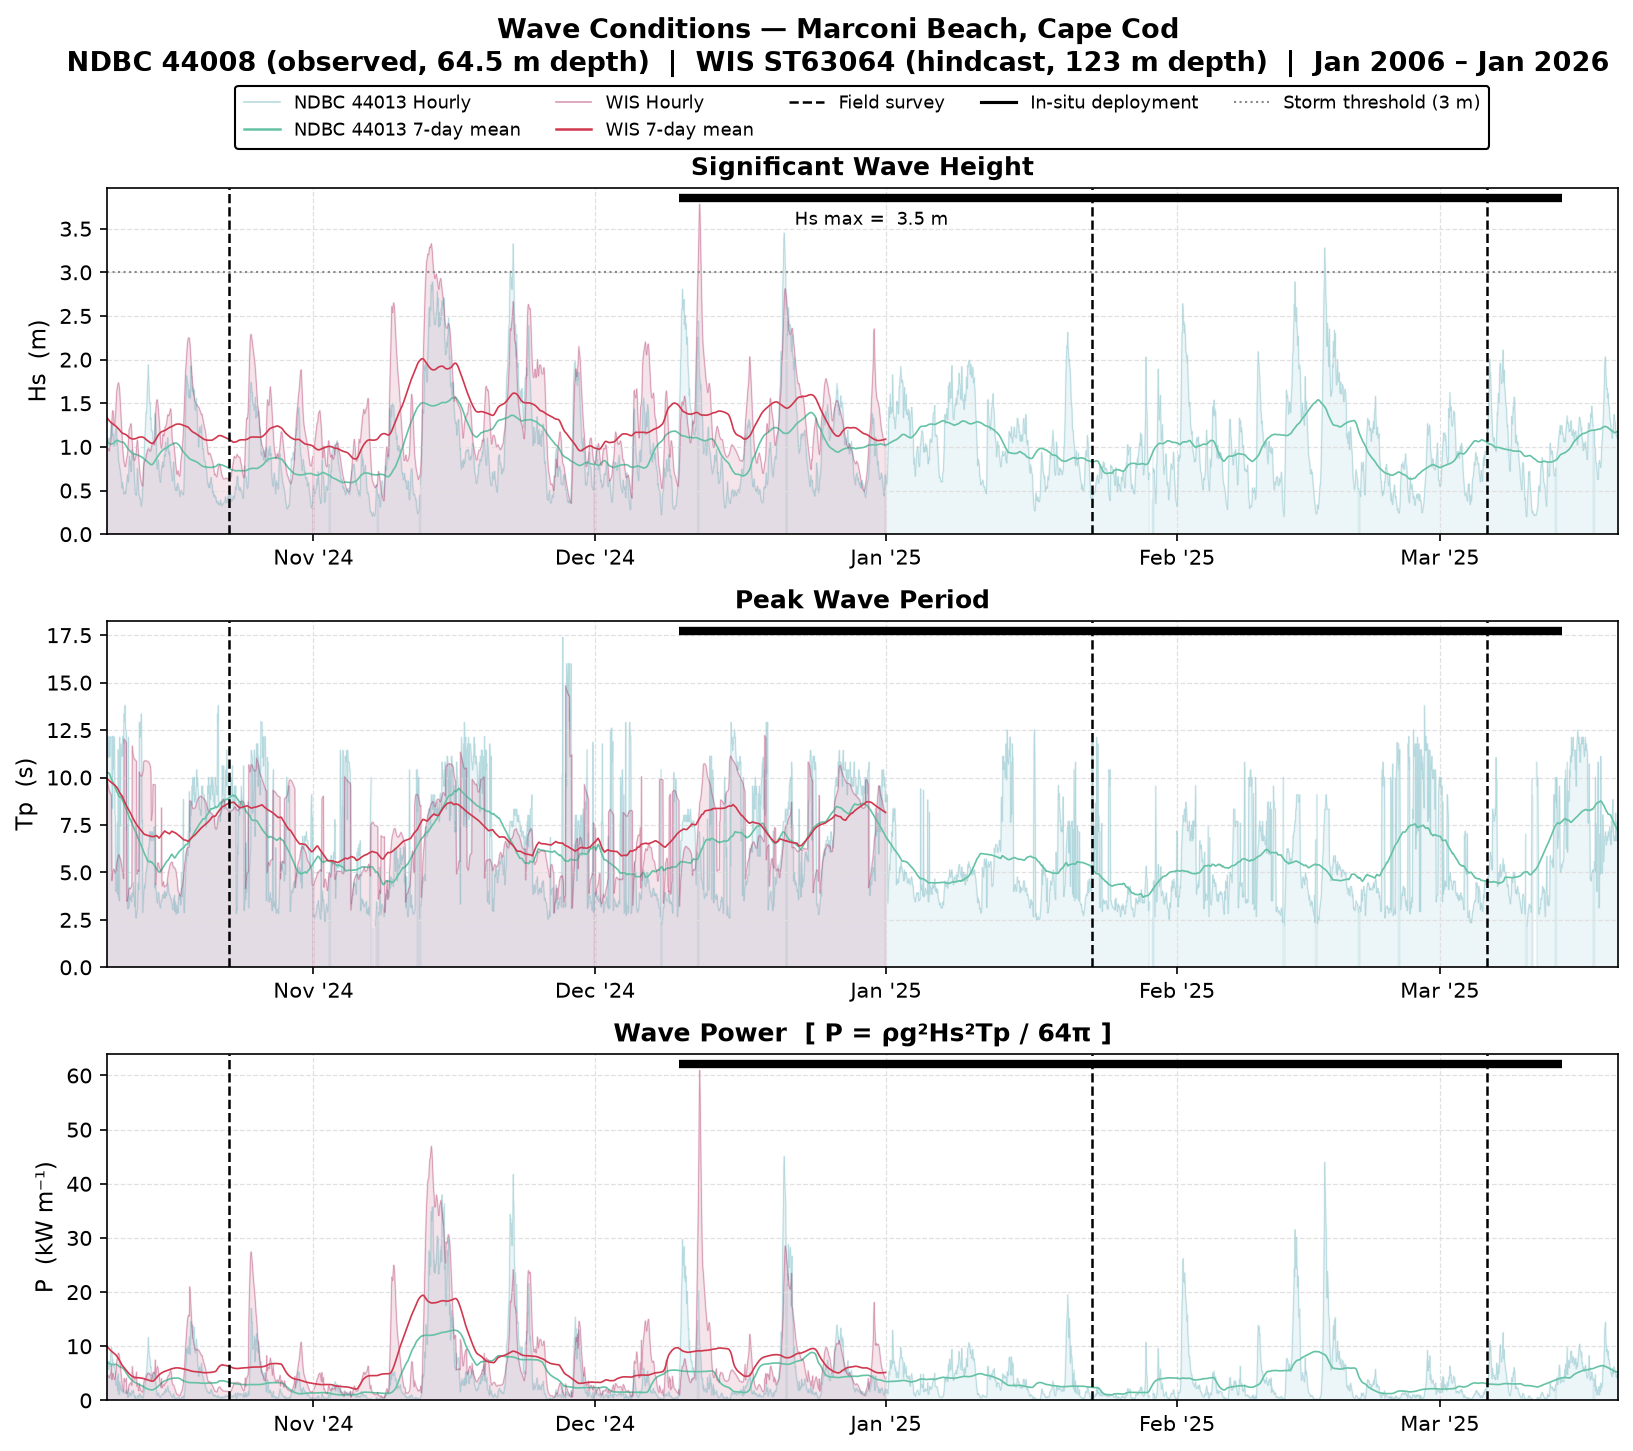 Wave Conditions — Marconi Beach, Cape Cod
NDBC 44008 (observed, 64.5 m depth)  |  WIS ST63064 (hindcast, 123 m depth)  |  Jan 2006 – Jan 2026
NDBC 44013 Hourly
NDBC 44013 7-day mean
WIS Hourly
WIS 7-day mean
Field survey
In-situ deployment
Storm threshold (3 m)
Significant Wave Height
Hs max =  3.5 m
Hs (m)
3.5
3.0
2.5
2.0
1.5
1.0
0.5
0.0
Nov '24
Dec '24
Jan '25
Feb '25
Mar '25
Peak Wave Period
Tp (s)
17.5
15.0
12.5
10.0
7.5
5.0
2.5
0.0
Nov '24
Dec '24
Jan '25
Feb '25
Mar '25
Wave Power  [ P = ρg²Hs²Tp / 64π ]
P (kW m⁻¹)
60
50
40
30
20
10
0
Nov '24
Dec '24
Jan '25
Feb '25
Mar '25